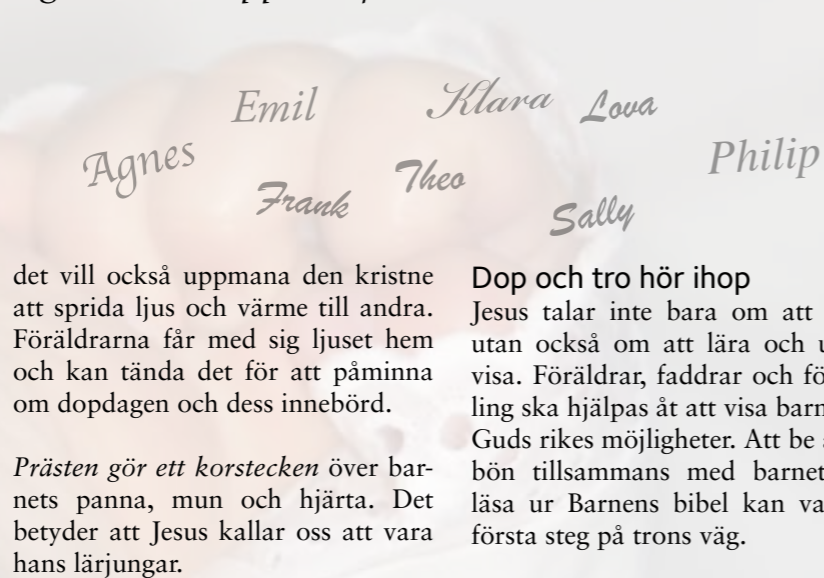 Emil
Klara
Lova
Agnes
Theo
Philip
Frank
Sally
det vill också uppmana den kristne
att sprida ljus och värme till andra.
Föräldrarna får med sig ljuset hem
och kan tända det för att påminna
om dopdagen och dess innebörd.
Prästen gör ett korstecken över bar-
nets panna, mun och hjärta. Det
betyder att Jesus kallar oss att vara
hans lärjungar.
Dop och tro hör ihop
Jesus talar inte bara om att
utan också om att lära och
visa. Föräldrar, faddrar och
ling ska hjälpas åt att visa
Guds rikes möjligheter. Att be
bön tillsammans med barnet
läsa ur Barnens bibel kan
första steg på trons väg.